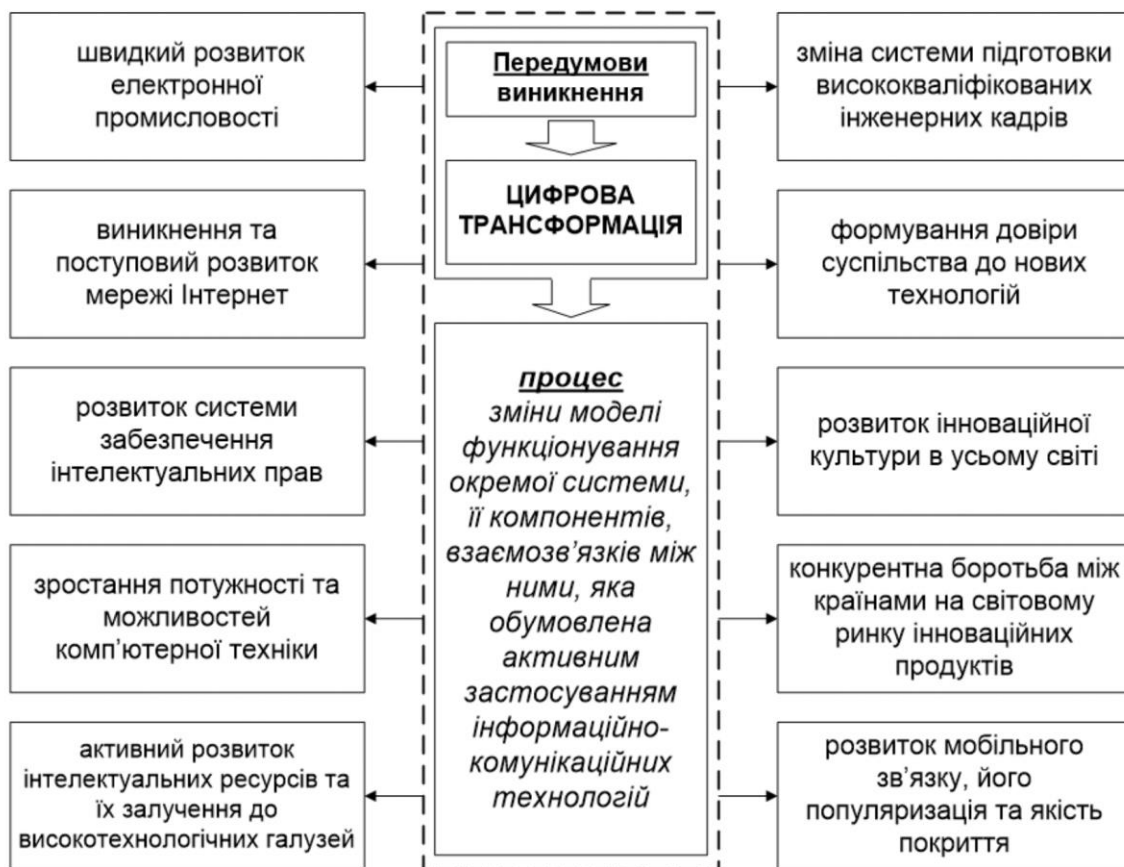 швидкий розвиток
електронної
промисловості
виникнення та
поступовий розвиток
мережі Інтернет
розвиток системи
забезпечення
інтелектуальних прав
зростання потужності та
можливостей
комп’ютерної техніки
активний розвиток
інтелектуальних ресурсів та
їх залучення до
високотехнологічних галузей
Передумови
виникнення
ЦИФРОВА
ТРАНСФОРМАЦІЯ
процес
зміни моделі
функціонування
окремої системи,
її компонентів,
взаємозв’язків між
ними, яка
обумовлена
активним
застосуванням
інформаційно-
комунікаційних
технологій
зміна системи підготовки
висококваліфікованих
інженерних кадрів
формування довіри
суспільства до нових
технологій
розвиток інноваційної
культури в усьому світі
конкурентна боротьба між
країнами на світовому
ринку інноваційних
продуктів
розвиток мобільного
зв’язку, його
популяризація та якість
покриття